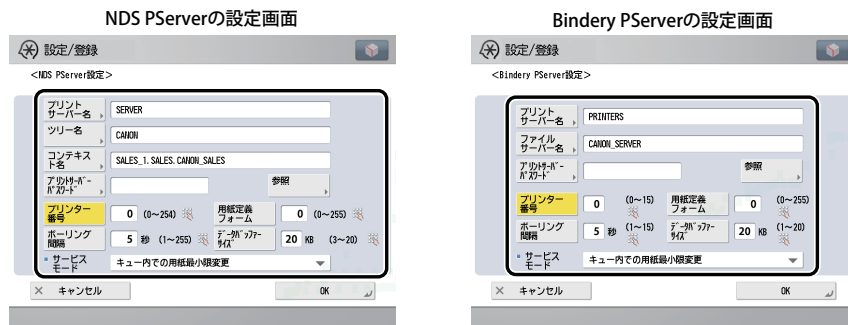 NDS PServerの設定画面
設定/登録
<NDS PServer設定>
プリント
サーバー名
SERVER
ツリー名
CANON
コンテキス
ト名
SALES_1.SALES.CANON_SALES
ﾌﾟﾘﾝﾄｻｰﾊﾞｰ
ﾊﾟｽﾜｰﾄﾞ
参照
プリンター
番号
0 (0~254)
用紙定義
フォーム
0 (0~255)
ポーリング
間隔
5 秒 (1~255)
ﾃﾞｰﾀﾊﾞｯﾌｧｰ
ｻｲｽﾞ
20 KB (3~20)
サービス
モード
キュー内での用紙最小限変更
× キャンセル
OK
Bindery PServerの設定画面
設定/登録
<Bindery PServer設定>
プリント
サーバー名
PRINTERS
ファイル
サーバー名
CANON_SERVER
ﾌﾟﾘﾝﾄｻｰﾊﾞｰ
ﾊﾟｽﾜｰﾄﾞ
参照
プリンター
番号
0 (0~15)
用紙定義
フォーム
0 (0~255)
ポーリング
間隔
5 秒 (1~15)
ﾃﾞｰﾀﾊﾞｯﾌｧｰ
ｻｲｽﾞ
20 KB (1~20)
サービス
モード
キュー内での用紙最小限変更
× キャンセル
OK